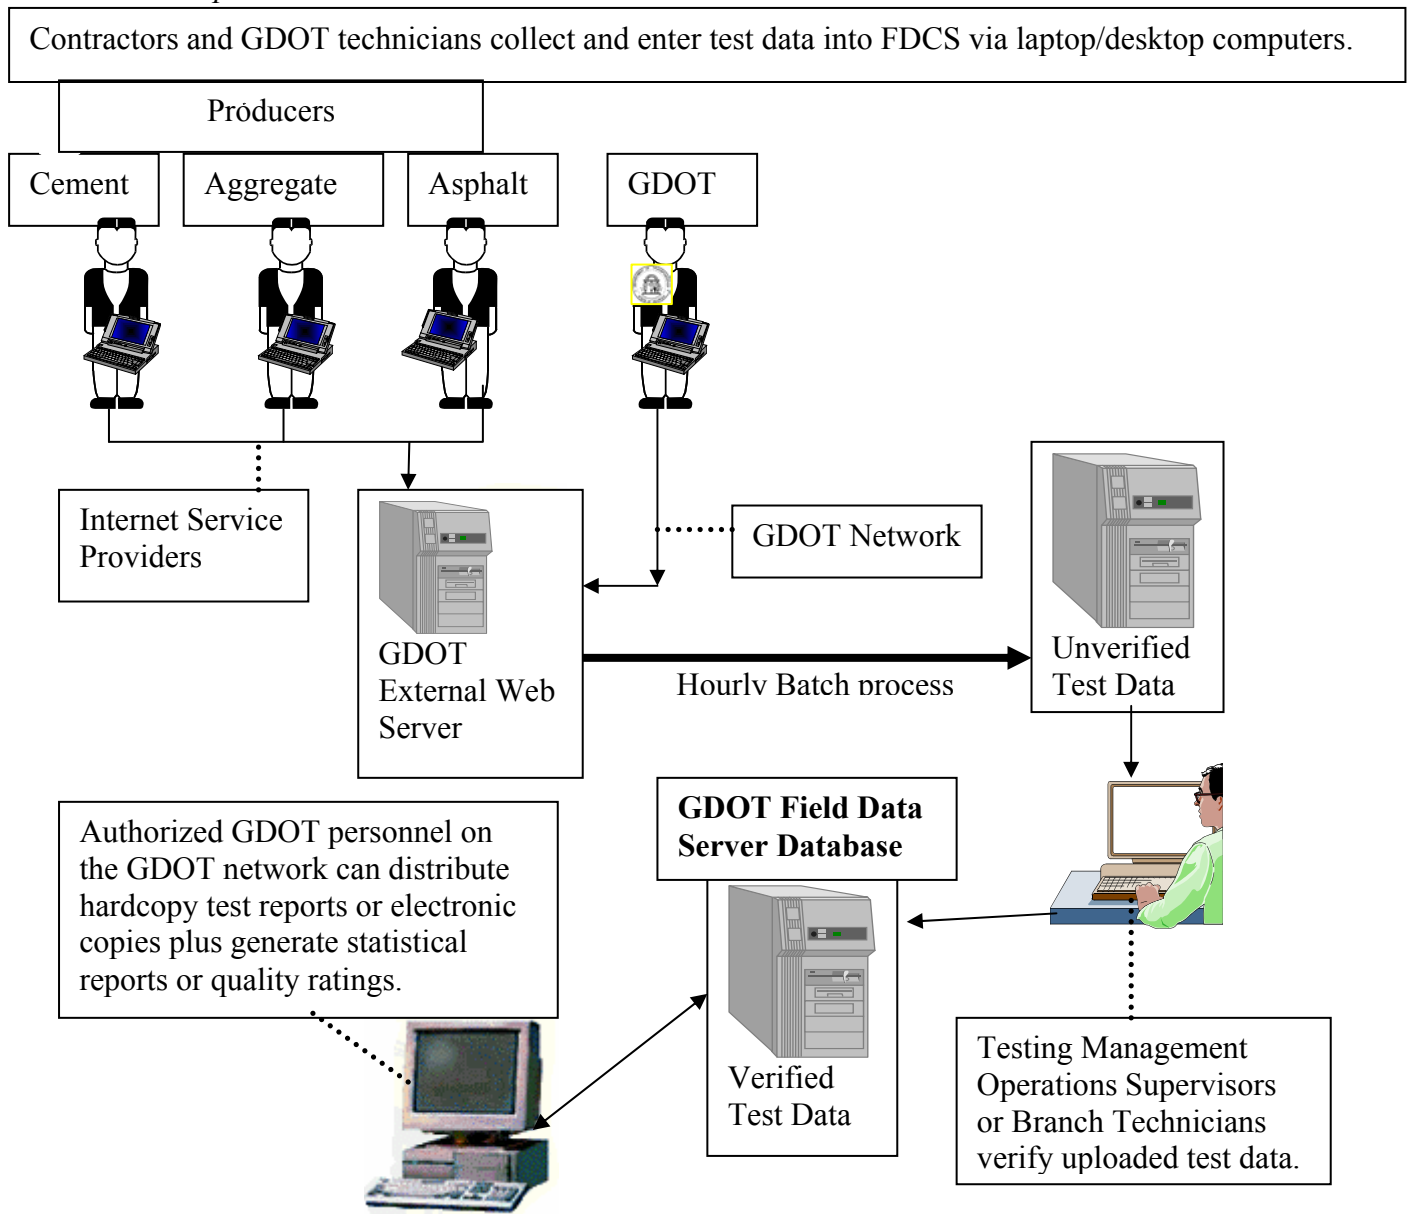 Contractors and GDOT technicians collect and enter test data into FDCS via laptop/desktop computers.
Producers
Cement
Aggregate
Asphalt
GDOT
Internet Service
Providers
GDOT Network
GDOT
External Web
Server
Hourly Batch process
Unverified
Test Data
GDOT Field Data
Server Database
Authorized GDOT personnel on
the GDOT network can distribute
hardcopy test reports or electronic
copies plus generate statistical
reports or quality ratings.
Verified
Test Data
Testing Management
Operations Supervisors
or Branch Technicians
verify uploaded test data.